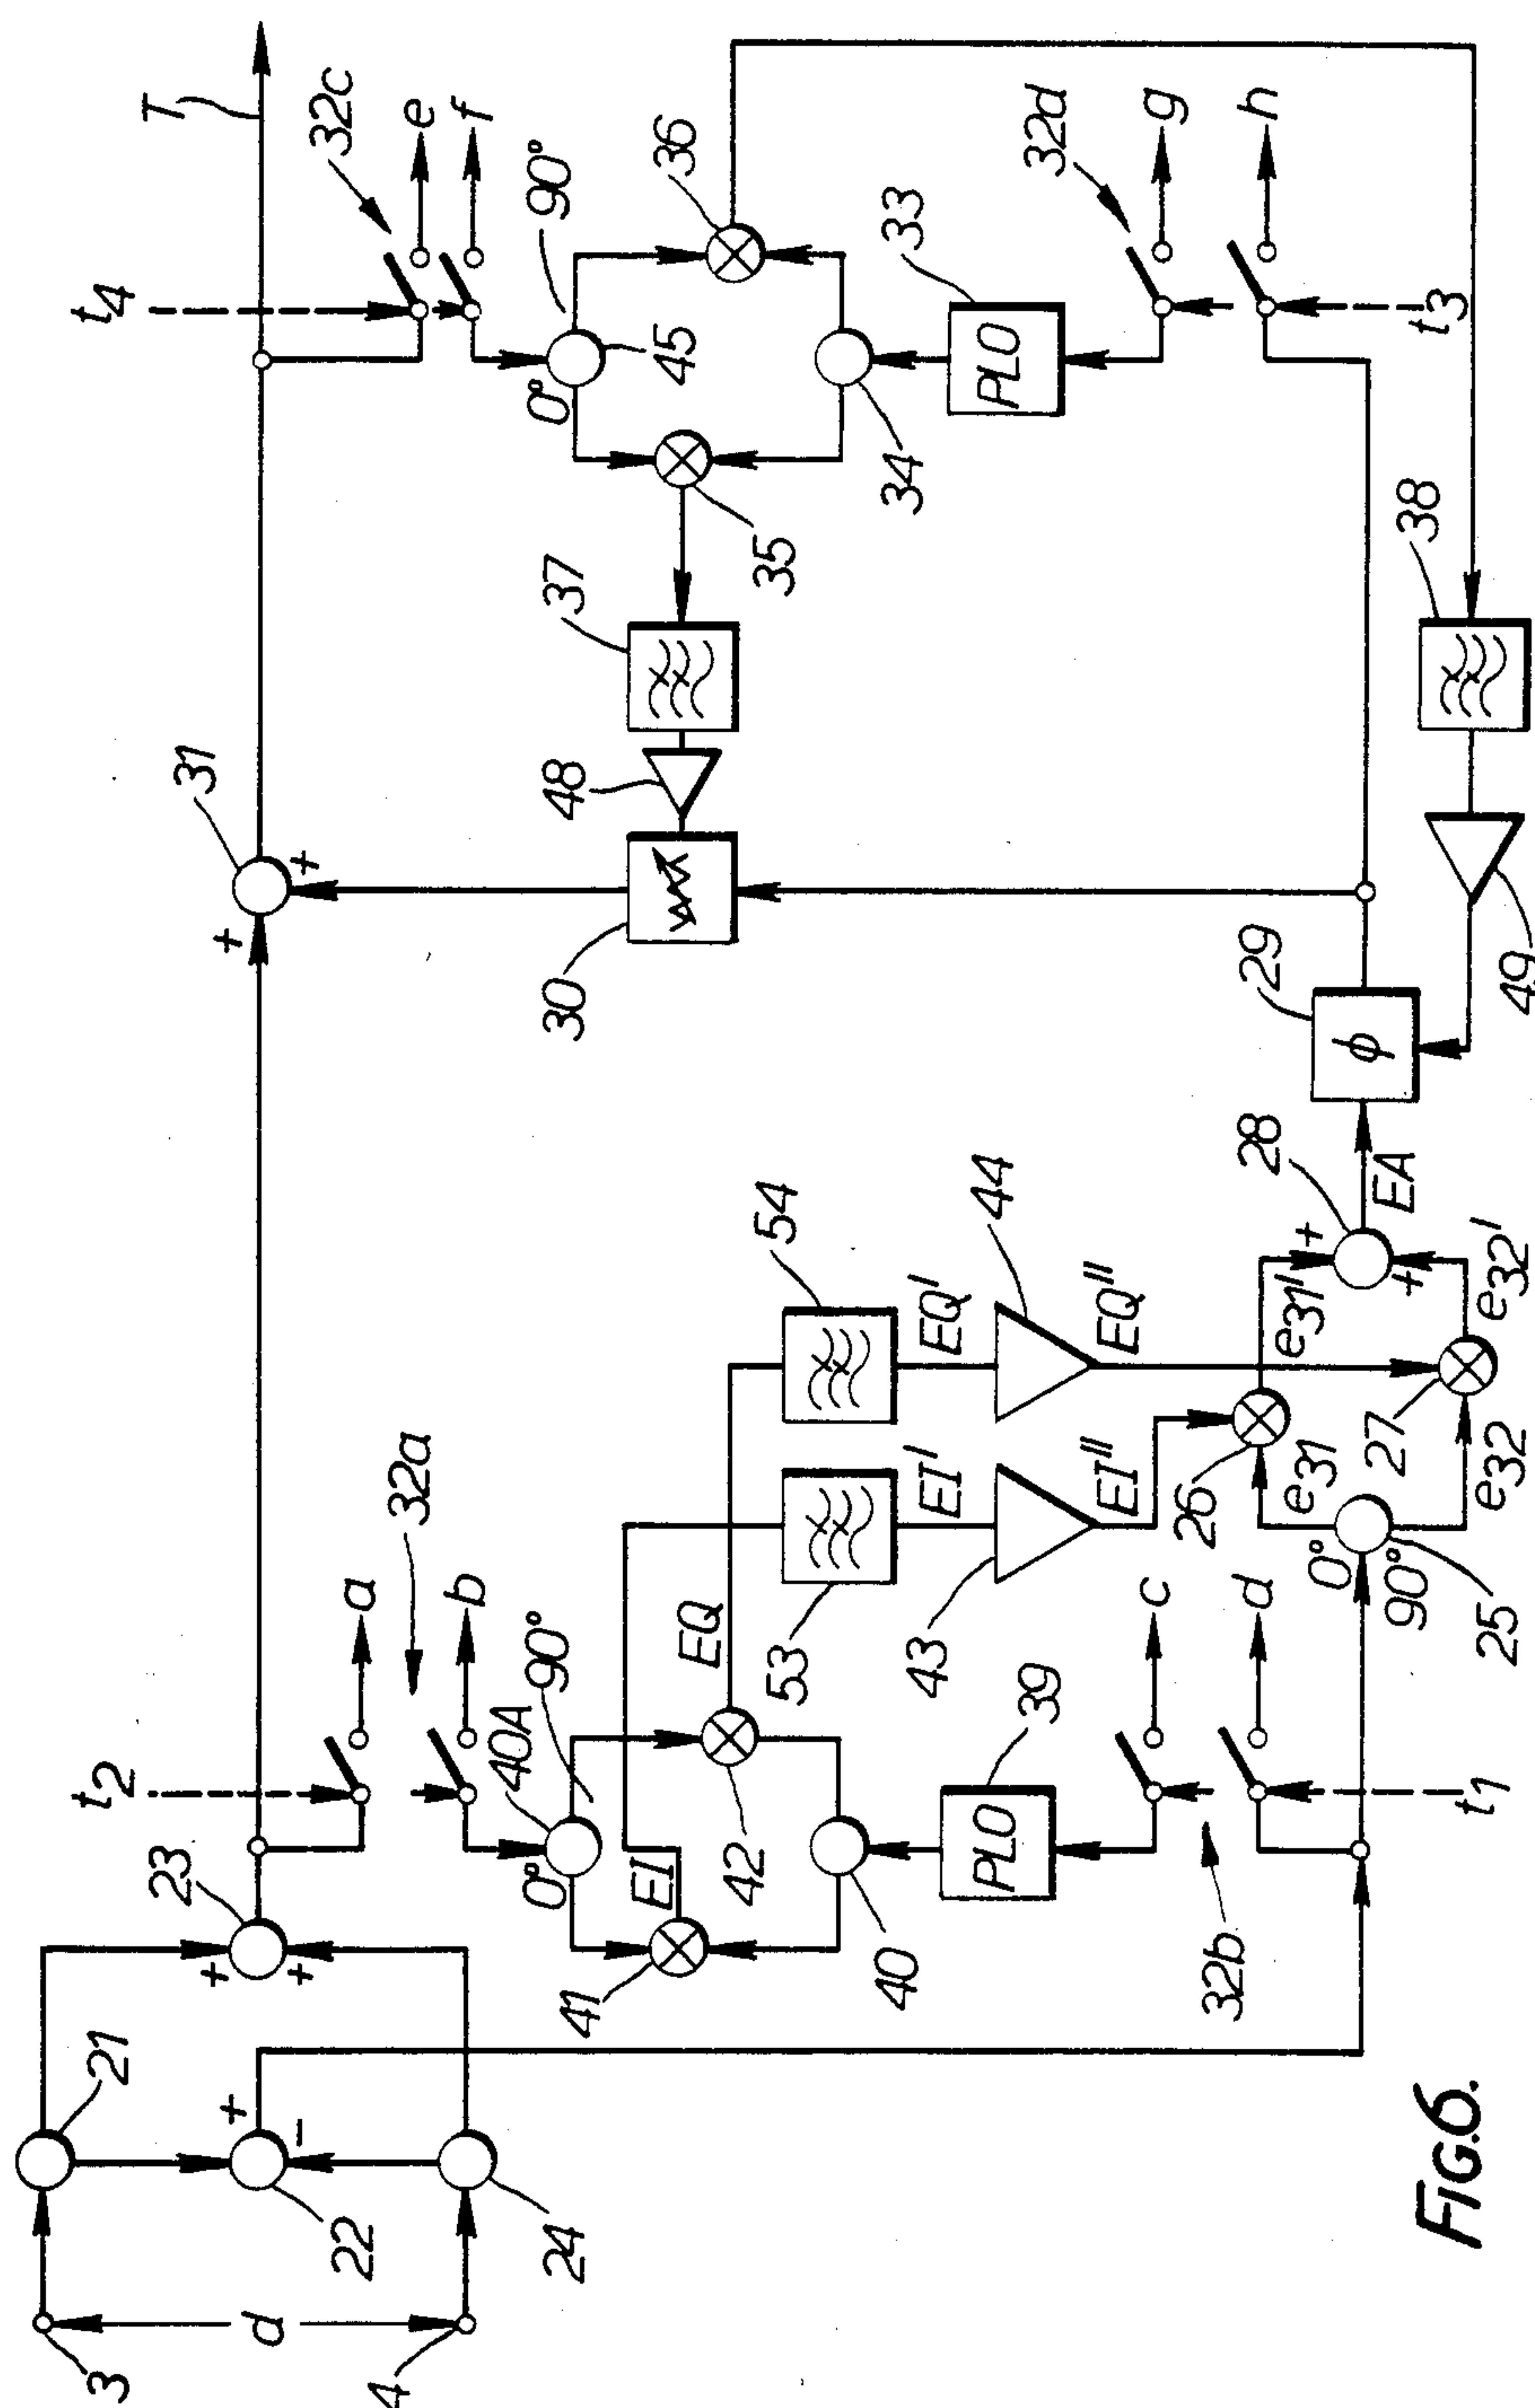 3
d
4
21
22
24
+
-
23
+
+
t2
a
32a
b
0°
40A
90°
41
EI
42
EQ
40
PLO
39
32b
c
d
t1
53
54
EI'
EQ'
43
44
EI"
EQ"
0°
90°
25
e31
e32
26
27
e31'
e32'
+
+
28
EA
ϕ
29
49
38
30
48
37
+
+
31
T
t4
32c
e
f
0°
90°
45
35
36
34
PLO
33
32d
g
h
t3
FIG.6.